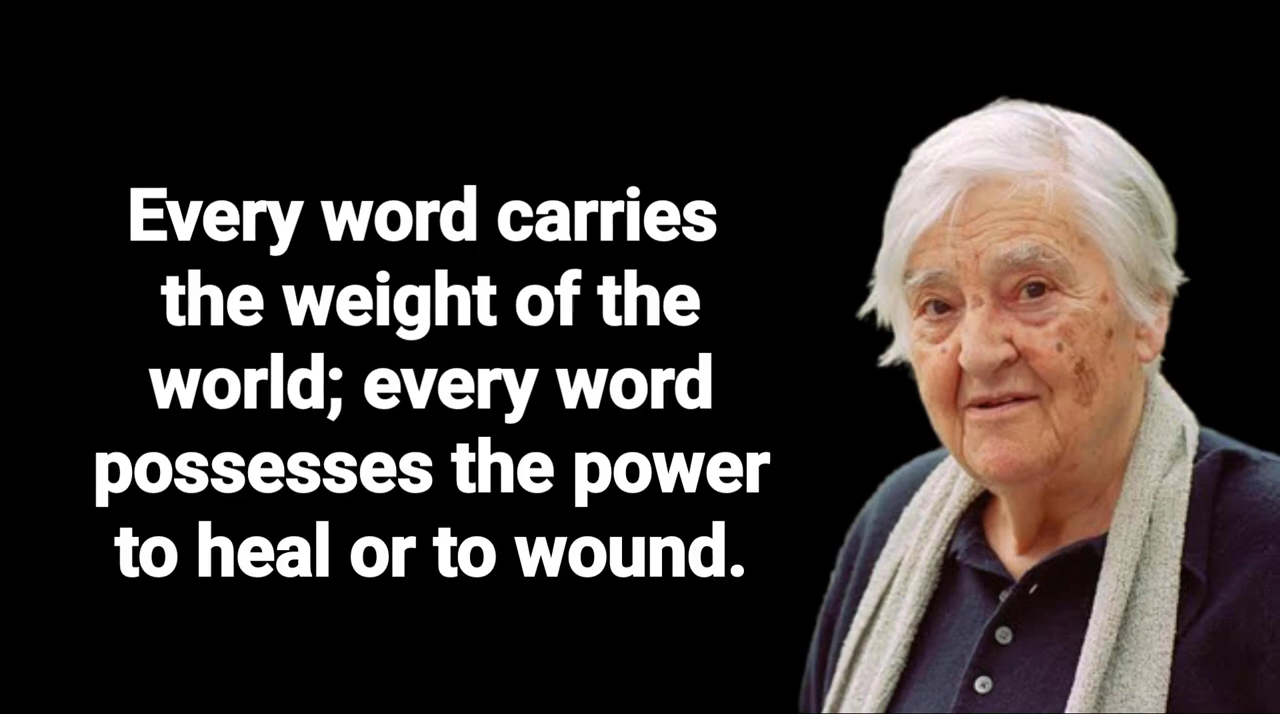 Every word carries
the weight of the
world; every word
possesses the power
to heal or to wound.